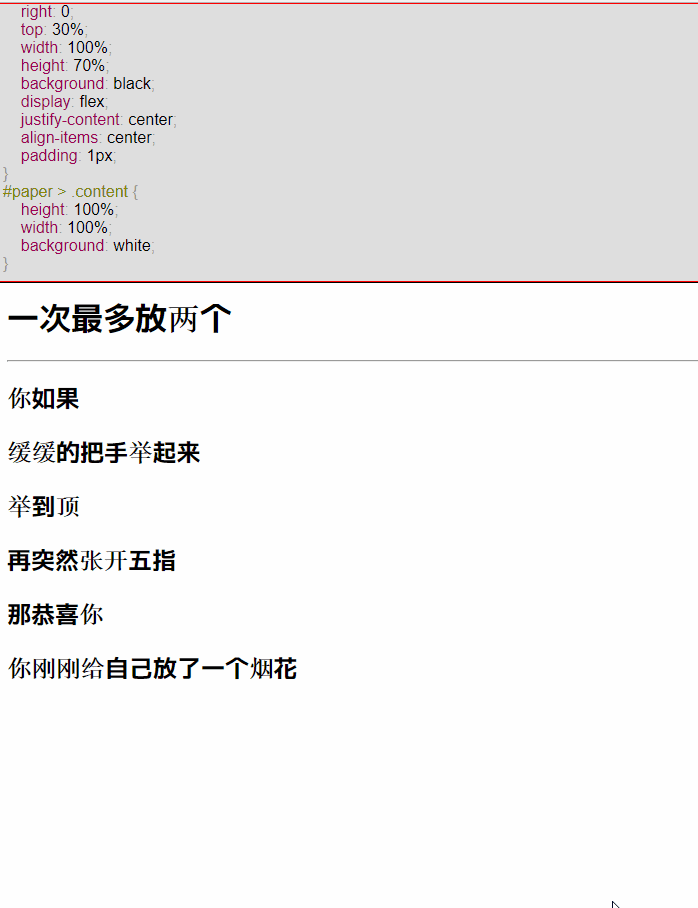 right: 0;
top: 30%;
width: 100%;
height: 70%;
background: black;
display: flex;
justify-content: center;
align-items: center;
padding: 1px;
}
#paper > .content {
height: 100%;
width: 100%;
background: white;
}
一次最多放两个
你如果
缓缓的把手举起来
举到顶
再突然张开五指
那恭喜你
你刚刚给自己放了一个烟花